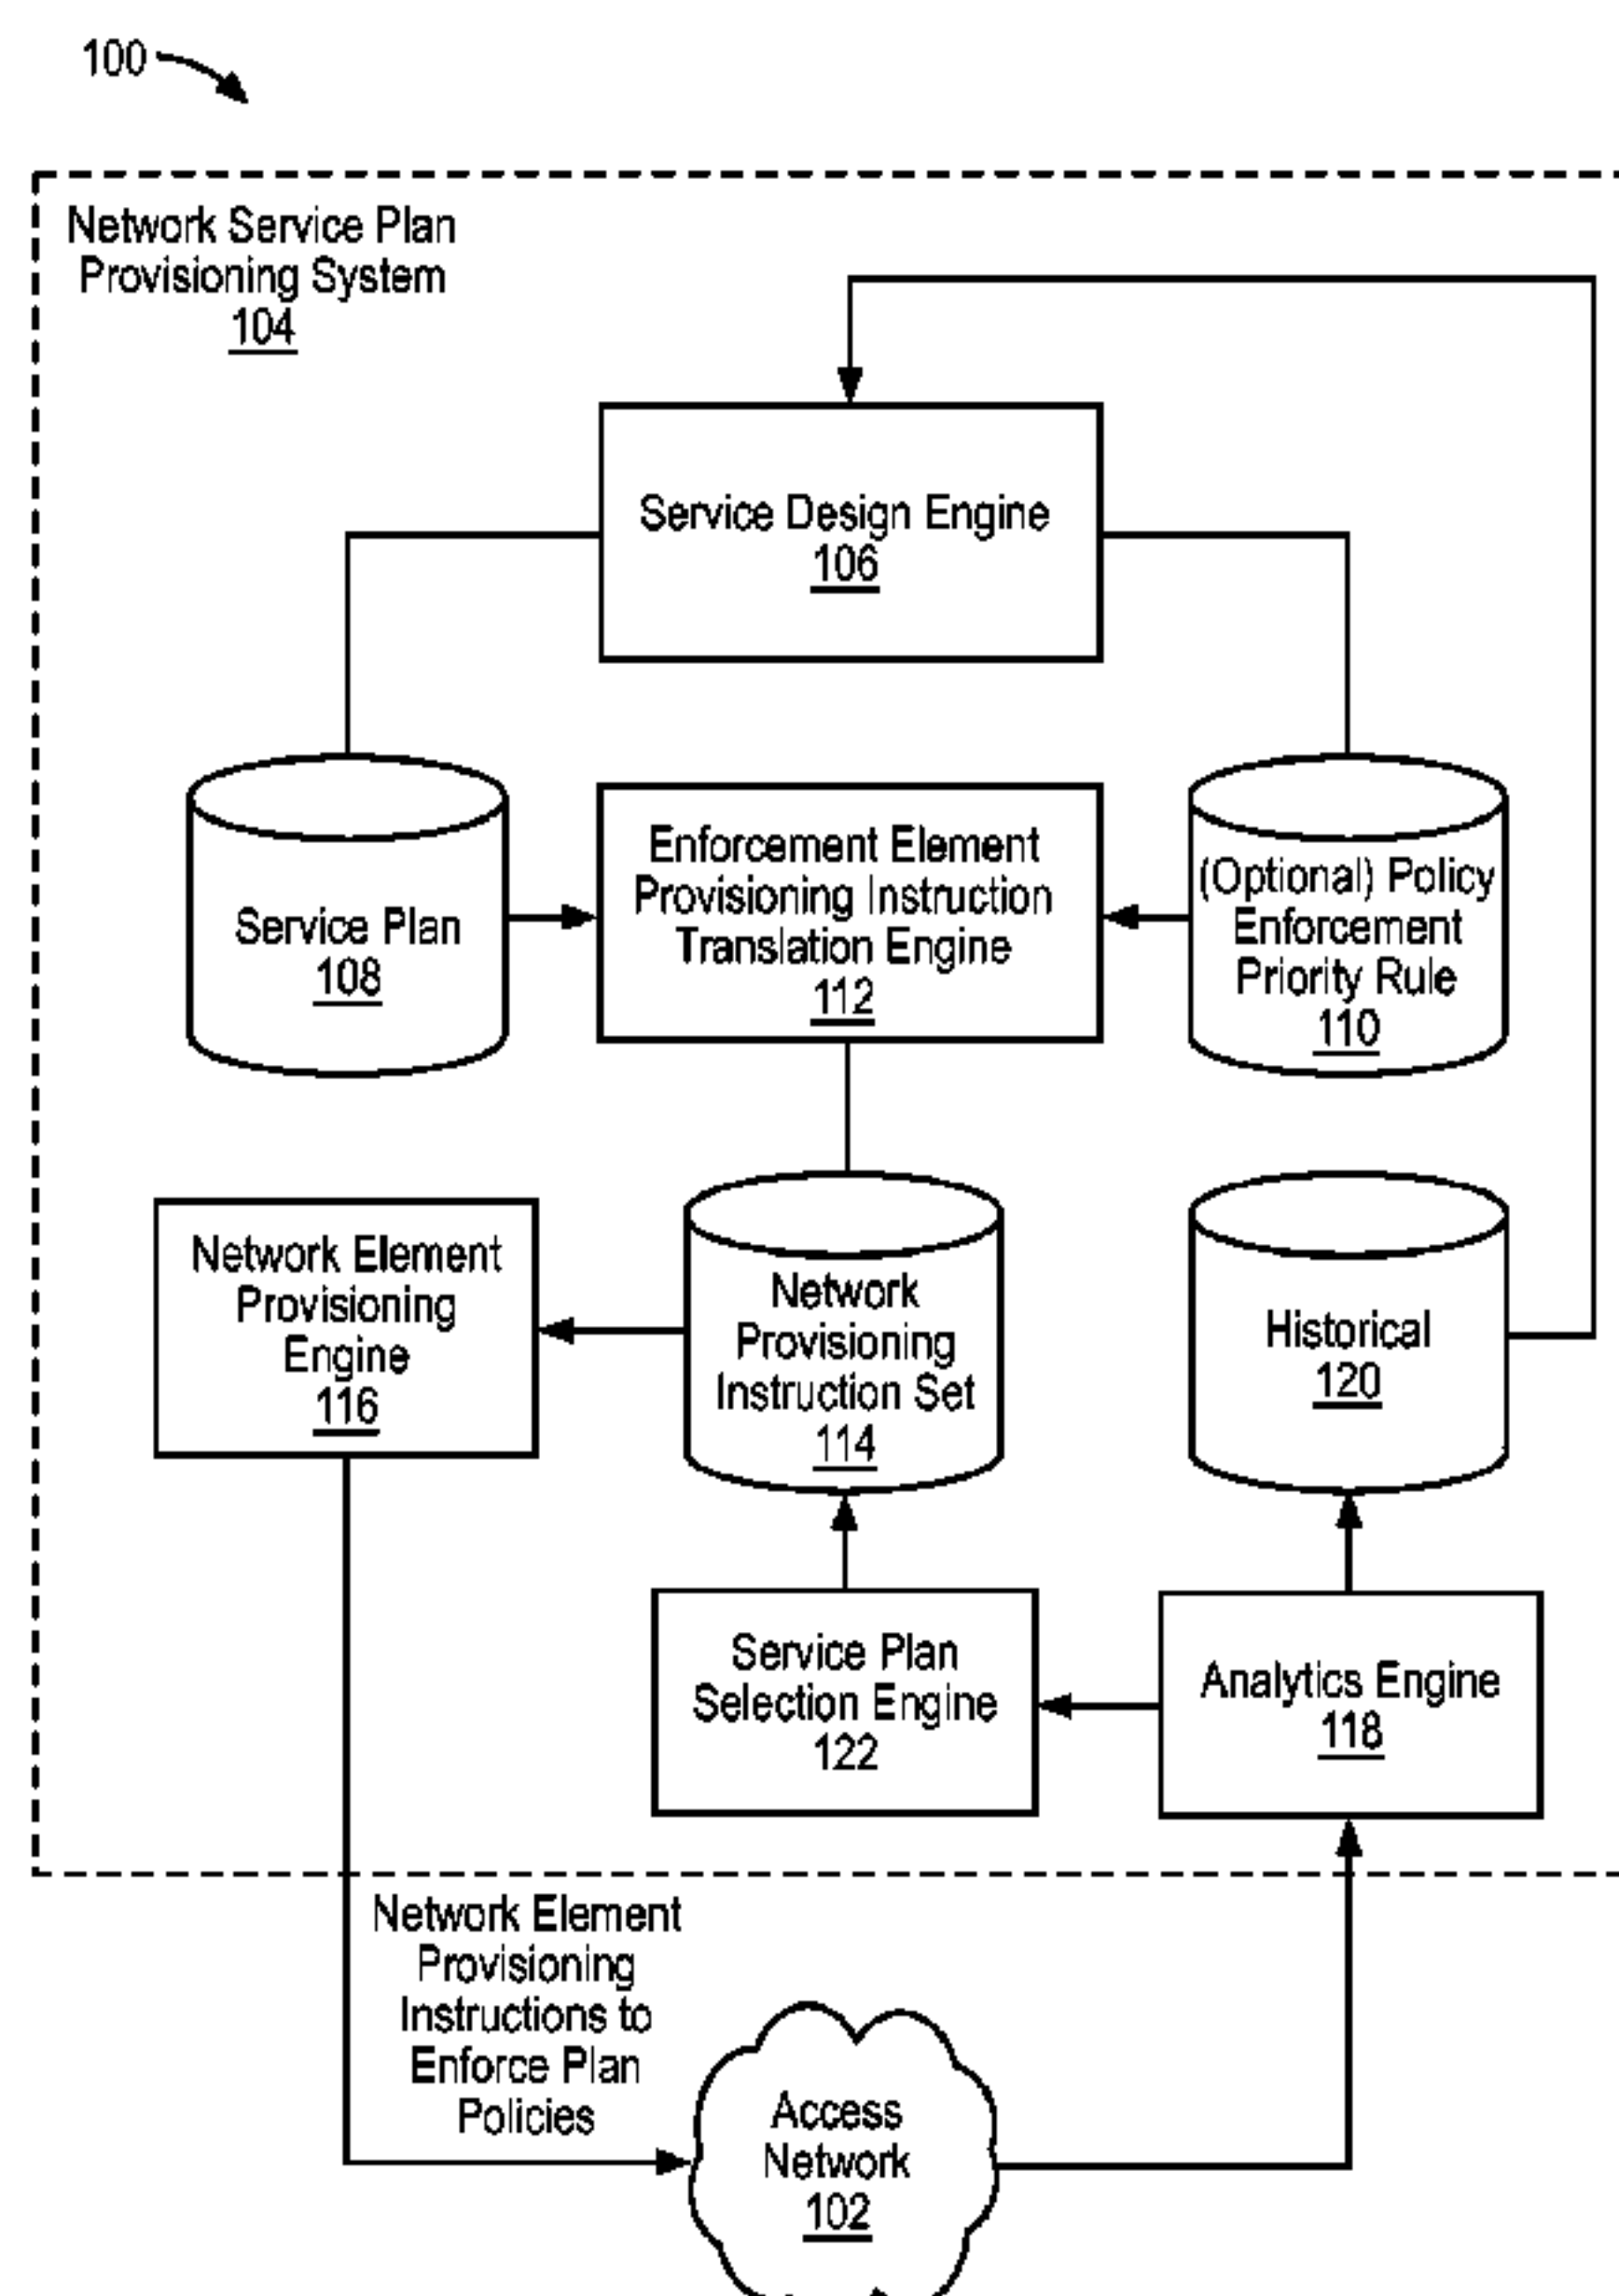 100
Network Service Plan
Provisioning System
104
Service Design Engine
106
Service Plan
108
Enforcement Element
Provisioning Instruction
Translation Engine
112
(Optional) Policy
Enforcement
Priority Rule
110
Network Element
Provisioning
Engine
116
Network
Provisioning
Instruction Set
114
Historical
120
Service Plan
Selection Engine
122
Analytics Engine
118
Network Element
Provisioning
Instructions to
Enforce Plan
Policies
Access
Network
102